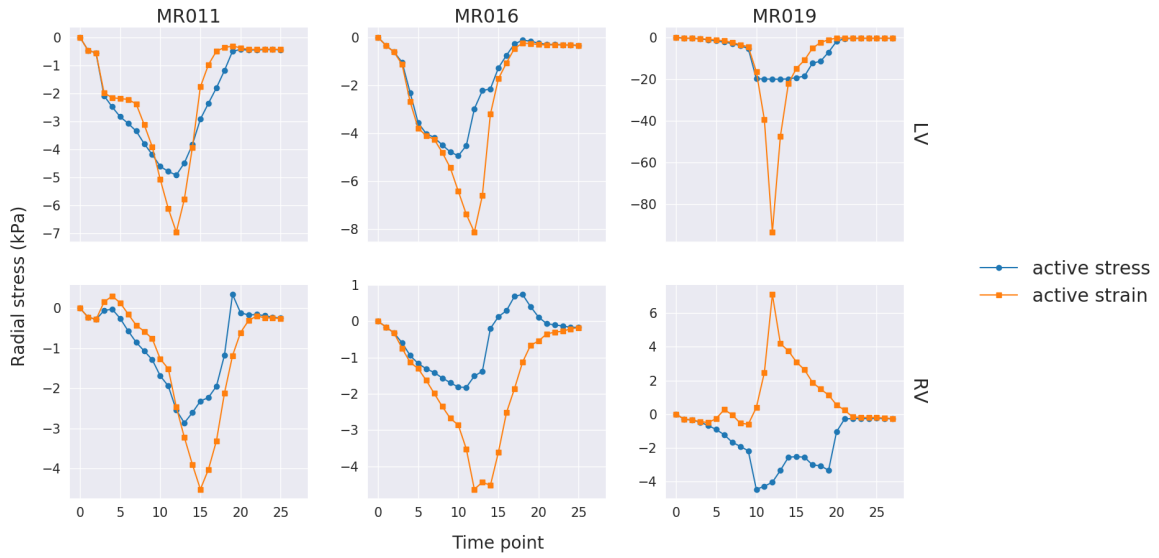 MR011
MR016
MR019
0
−1
−2
−3
−4
−5
−6
−7
0
−2
−4
−6
−8
0
−20
−40
−60
−80
LV
Radial stress (kPa)
0
−1
−2
−3
−4
1
0
−1
−2
−3
−4
6
4
2
0
−2
−4
RV
active stress
active strain
0 5 10 15 20 25
0 5 10 15 20 25
0 5 10 15 20 25
Time point